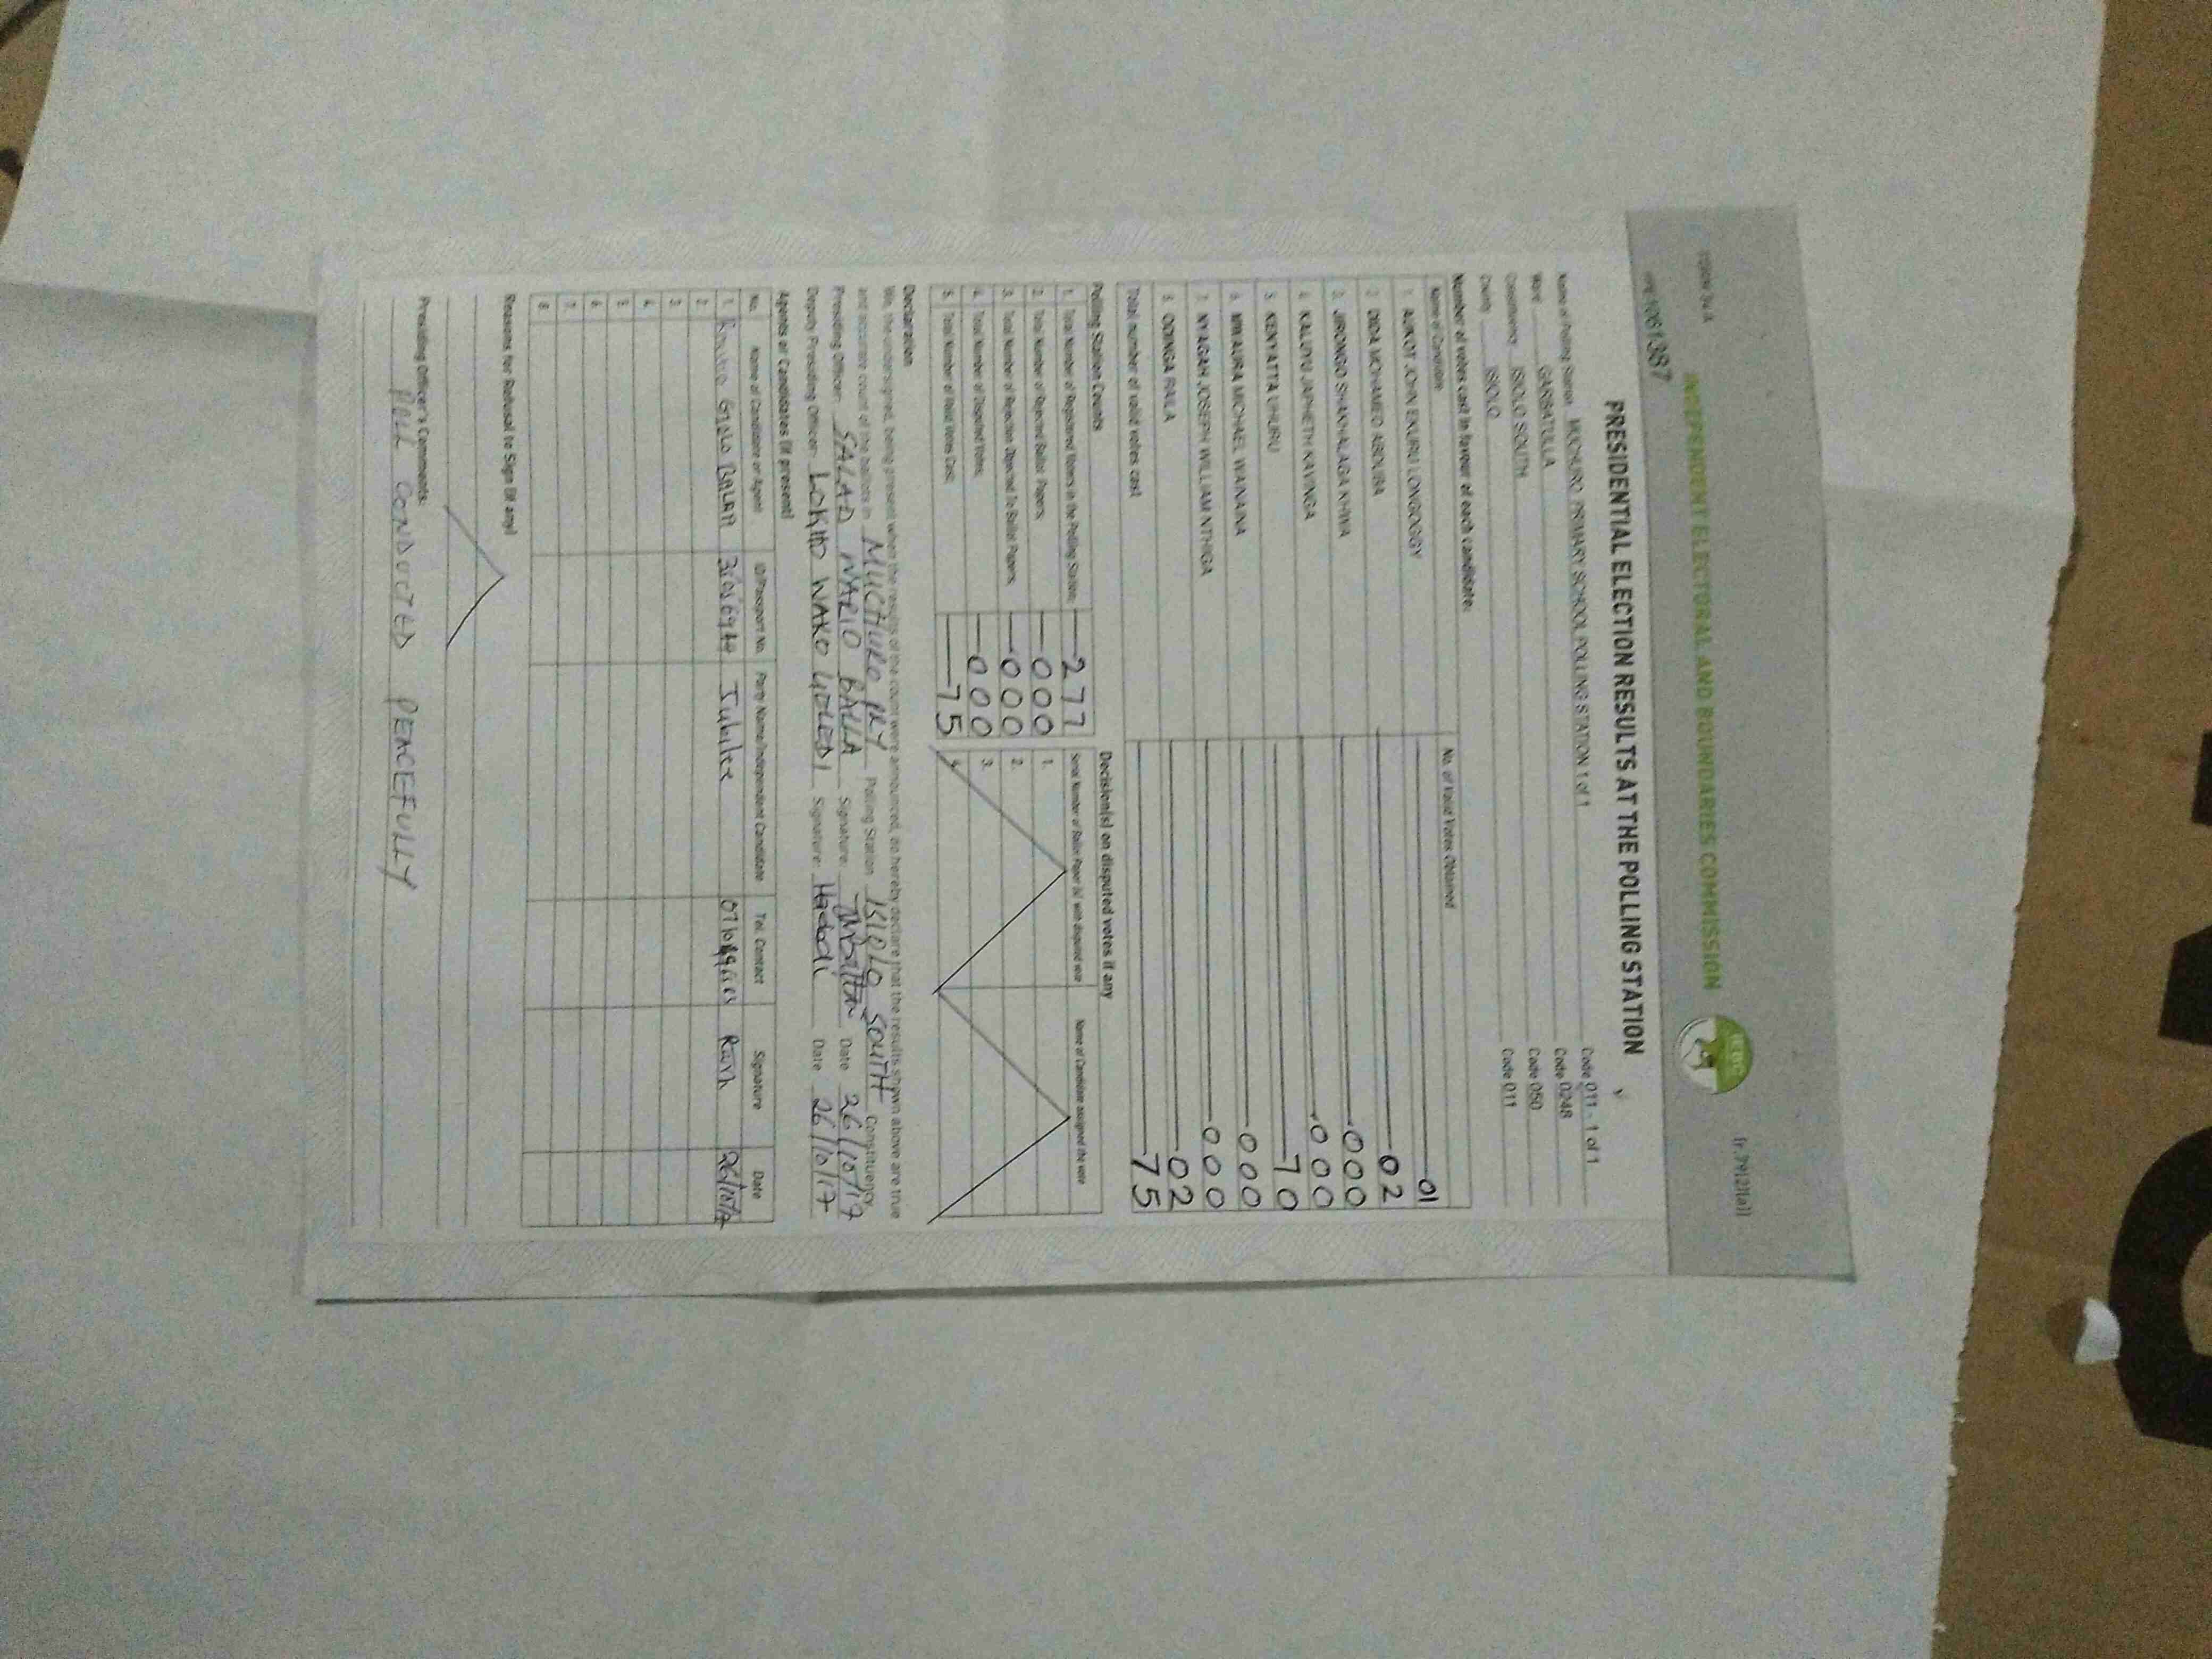 FORM 34 A
r. 79(2)(a)
INDEPENDENT ELECTORAL AND BOUNDARIES COMMISSION
IEBC
1061387
PRESIDENTIAL ELECTION RESULTS AT THE POLLING STATION
Name of Polling Station MUCHURO PRIMARY SCHOOL POLLING STATION 1 of 1 Code 011 - 1 of 1
Ward GARBATULLA Code 0248
Constituency ISIOLO SOUTH Code 050
County ISIOLO Code 011
Number of votes cast in favour of each candidate:
Name of Candidate No. of Valid Votes Obtained
1. AUKOT JOHN EKURU LONGOGGY 01
2. DIDA MOHAMED ABDUBA 02
3. JIRONGO SHAKHALAGA KHWA 000
4. KALUYU JAPHETH KAVINGA 000
5. KENYATTA UHURU 70
6. MWAURA MICHAEL WAINAINA 000
7. NYAGAH JOSEPH WILLIAM NTHIGA 000
8. ODINGA RAILA 02
Total number of valid votes cast 75
Polling Station Counts
1. Total Number of Registered Voters in the Polling Station; 277
2. Total Number of Rejected Ballot Papers; 000
3. Total Number of Rejection Objected To Ballot Papers; 000
4. Total Number of Disputed Votes; 000
5. Total Number of Valid Votes Cast; 75
Decision(s) on disputed votes if any
Serial Number of Ballot Paper (s) with disputed vote Name of Candidate assigned the vote
1.
2.
3.
4.
Declaration
We, the undersigned, being present when the results of the count were announced, do hereby declare that the results shown above are true
and accurate count of the ballots in MUCHURO PRY Polling Station ISIOLO SOUTH Constituency
Presiding Officer: SALAD WARIO BALLA Signature: Date 26/10/17
Deputy Presiding Officer: WAKO Signature: Date 26/10/17
Agents of Candidates (if present)
No. Name of Candidate or Agent ID/Passport No. Party Name/Independent Candidate Tel. Contact Signature Date
1. Jubilee 26/10/17
2.
3.
4.
5.
6.
7.
8.
Reasons for Refusal to Sign (if any)
Presiding Officer's Comments:
POLL CONDUCTED PEACEFULLY